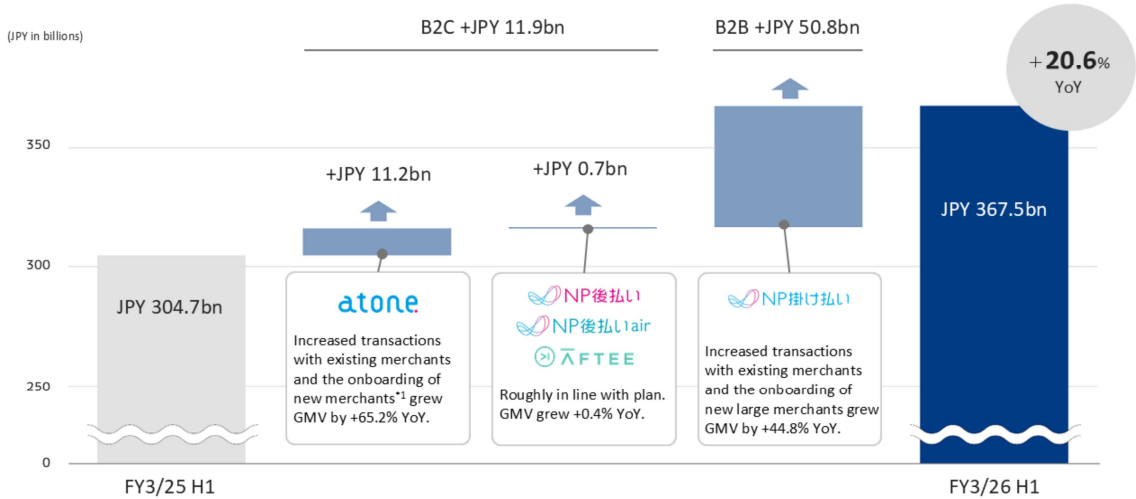 (JPY in billions)
B2C +JPY 11.9bn
B2B +JPY 50.8bn
+20.6%
YoY
350
300
250
0
+JPY 11.2bn
+JPY 0.7bn
JPY 304.7bn
JPY 367.5bn
atone.
Increased transactions
with existing merchants
and the onboarding of
new merchants*1 grew
GMV by +65.2% YoY.
NP後払い
NP後払いair
AFTEE
Roughly in line with plan.
GMV grew +0.4% YoY.
NP掛け払い
Increased transactions
with existing merchants
and the onboarding of
new large merchants grew
GMV by +44.8% YoY.
FY3/25 H1
FY3/26 H1